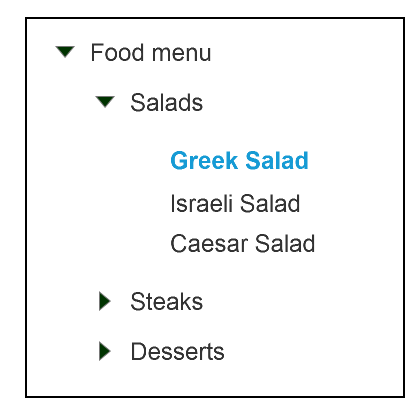 Food menu
Salads
Greek Salad
Israeli Salad
Caesar Salad
Steaks
Desserts